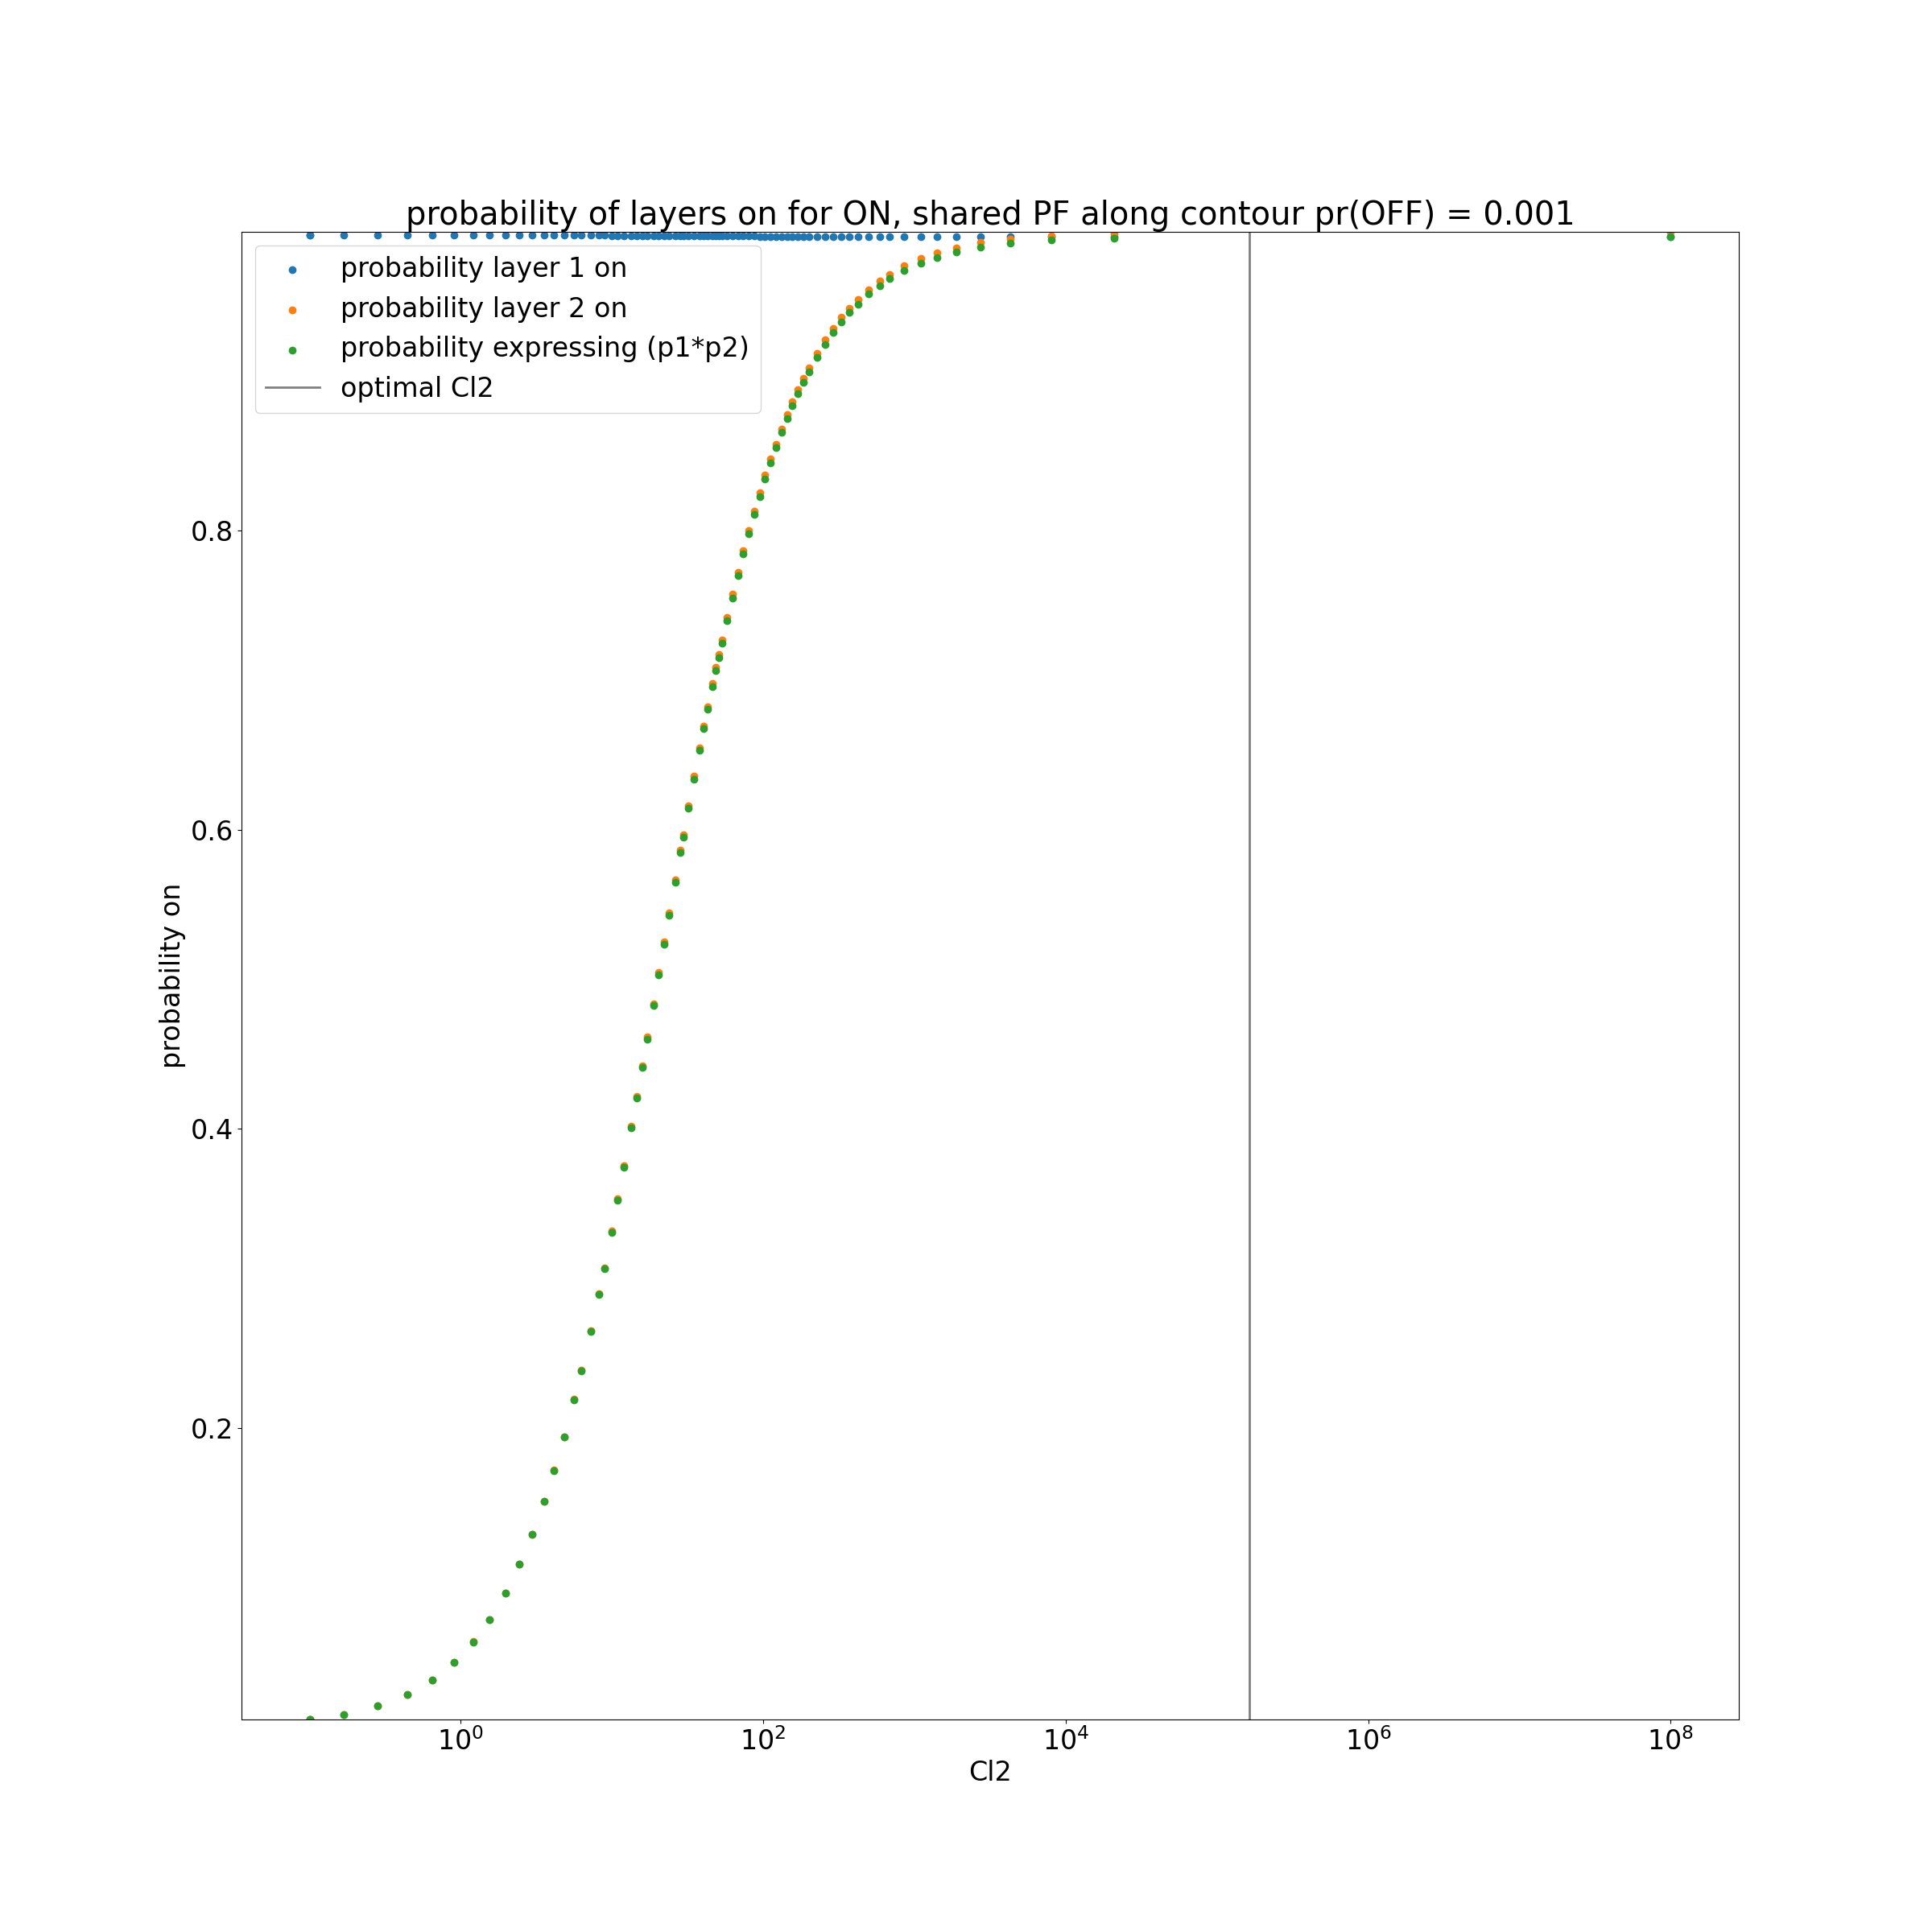 probability of layers on for ON, shared PF along contour pr(OFF) = 0.001
probability layer 1 on
probability layer 2 on
probability expressing (p1*p2)
optimal Cl2
0.8
0.6
0.4
0.2
probability on
10^0 10^2 10^4 10^6 10^8
Cl2